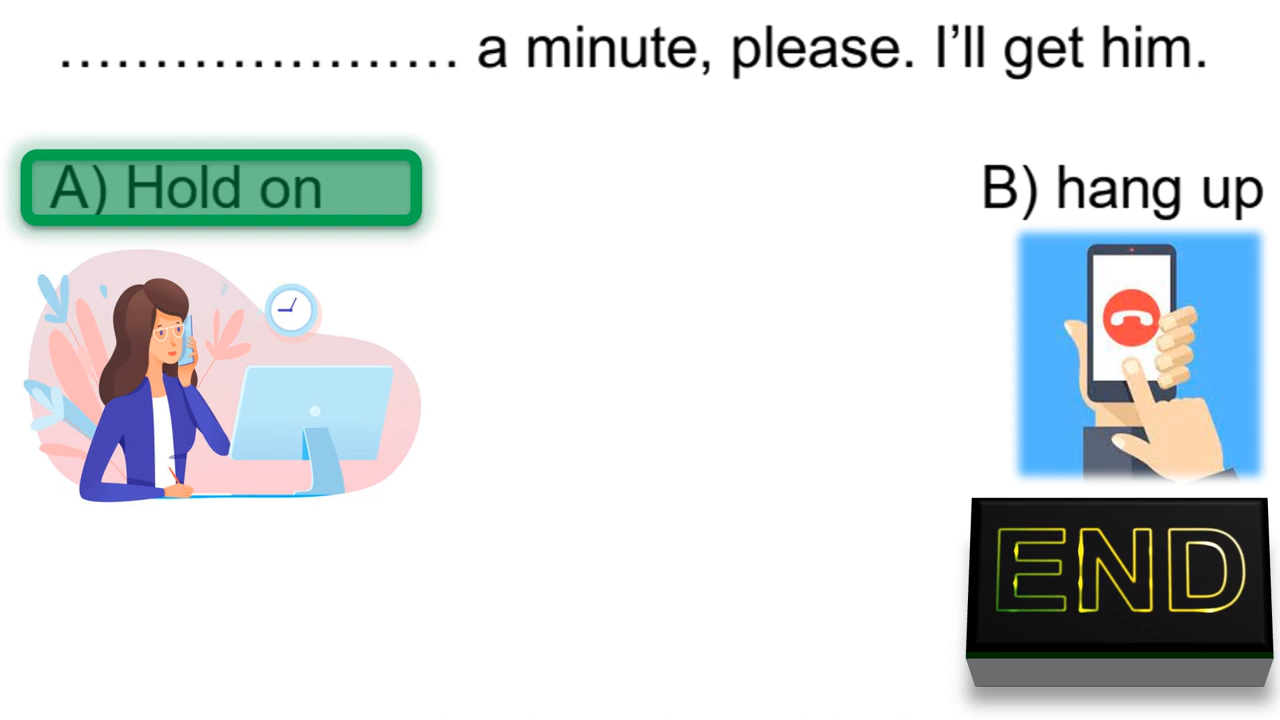 ………………… a minute, please. I’ll get him.
A) Hold on
B) hang up
END